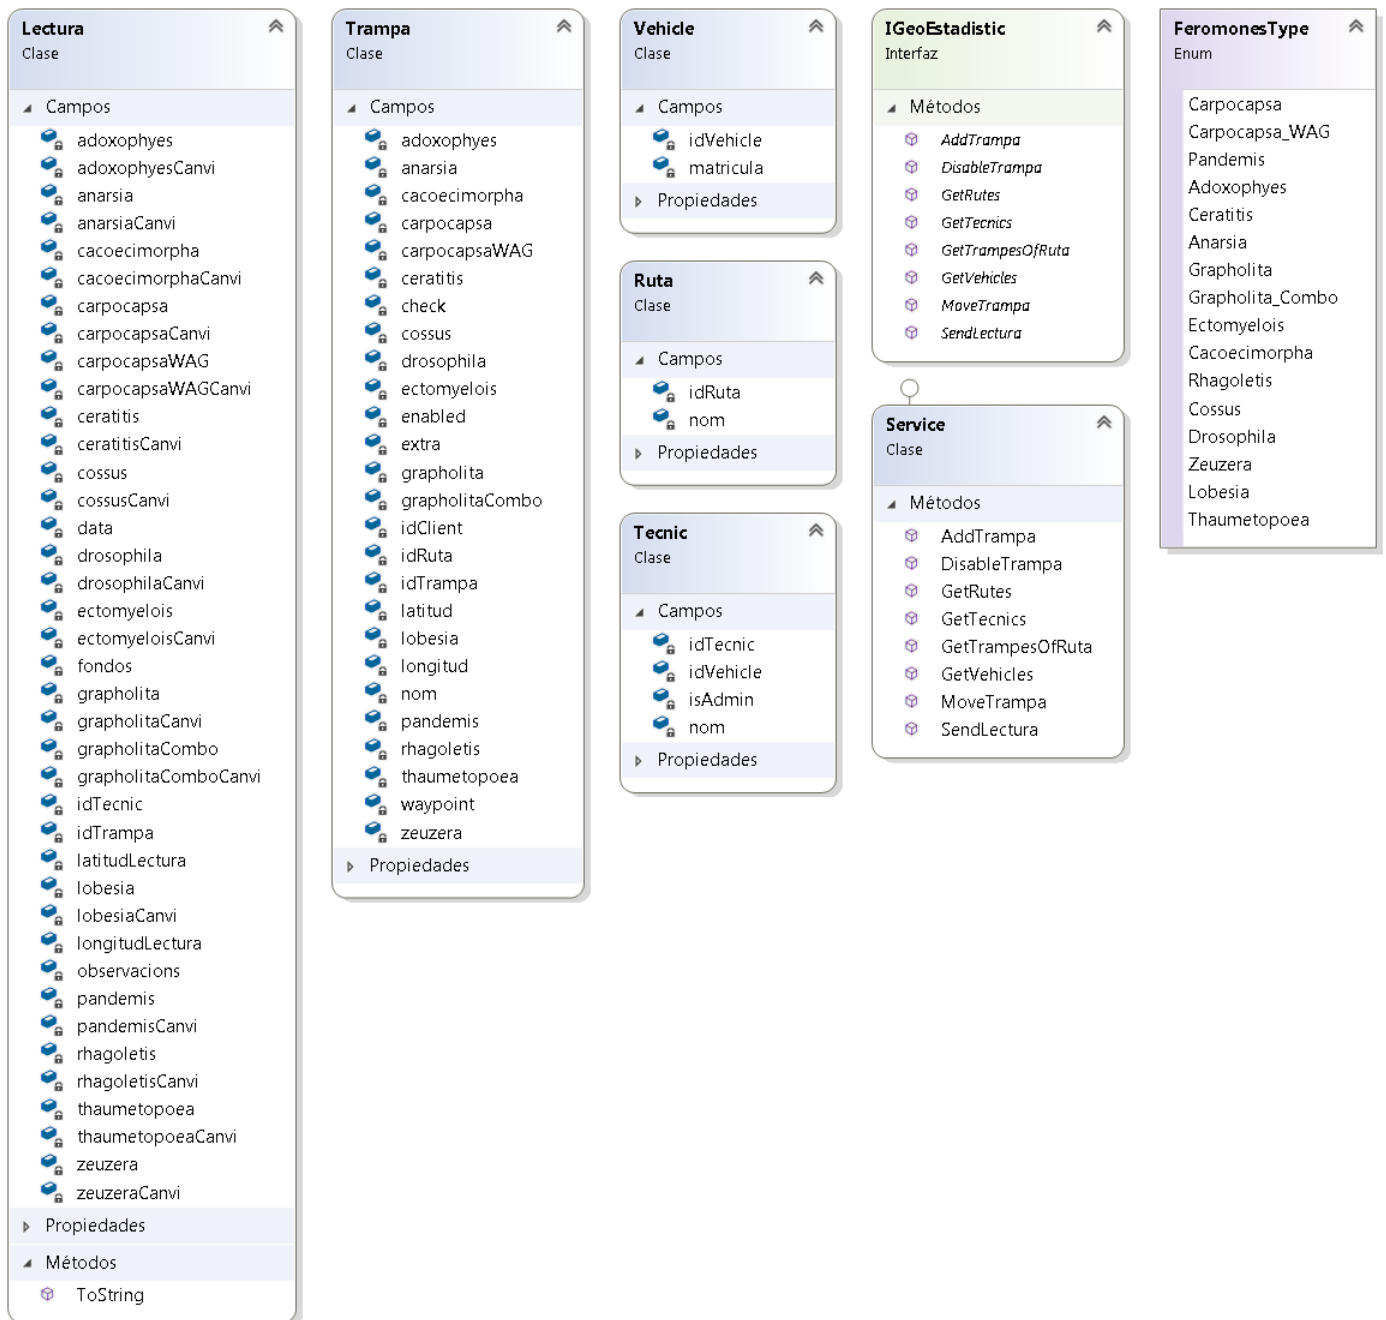 Lectura
Clase
Campos
adoxophyes
adoxophyesCanvi
anarsia
anarsiaCanvi
cacoecimorpha
cacoecimorphaCanvi
carpocapsa
carpocapsaCanvi
carpocapsaWAG
carpocapsaWAGCanvi
ceratitis
ceratitisCanvi
cossus
cossusCanvi
data
drosophila
drosophilaCanvi
ectomyelois
ectomyeloisCanvi
fondos
grapholita
grapholitaCanvi
grapholitaCombo
grapholitaComboCanvi
idTecnic
idTrampa
latitudLectura
lobesia
lobesiaCanvi
longitudLectura
observacions
pandemis
pandemisCanvi
rhagoletis
rhagoletisCanvi
thaumetopoea
thaumetopoeaCanvi
zeuzera
zeuzeraCanvi
Propiedades
Métodos
ToString
Trampa
Clase
Campos
adoxophyes
anarsia
cacoecimorpha
carpocapsa
carpocapsaWAG
ceratitis
check
cossus
drosophila
ectomyelois
enabled
extra
grapholita
grapholitaCombo
idClient
idRuta
idTrampa
latitud
lobesia
longitud
nom
pandemis
rhagoletis
thaumetopoea
waypoint
zeuzera
Propiedades
Vehicle
Clase
Campos
idVehicle
matricula
Propiedades
Ruta
Clase
Campos
idRuta
nom
Propiedades
Tecnic
Clase
Campos
idTecnic
idVehicle
isAdmin
nom
Propiedades
IGeoEstadistic
Interfaz
Métodos
AddTrampa
DisableTrampa
GetRutes
GetTecnics
GetTrampesOfRuta
GetVehicles
MoveTrampa
SendLectura
Service
Clase
Métodos
AddTrampa
DisableTrampa
GetRutes
GetTecnics
GetTrampesOfRuta
GetVehicles
MoveTrampa
SendLectura
FeromonesType
Enum
Carpocapsa
Carpocapsa_WAG
Pandemis
Adoxophyes
Ceratitis
Anarsia
Grapholita
Grapholita_Combo
Ectomyelois
Cacoecimorpha
Rhagoletis
Cossus
Drosophila
Zeuzera
Lobesia
Thaumetopoea